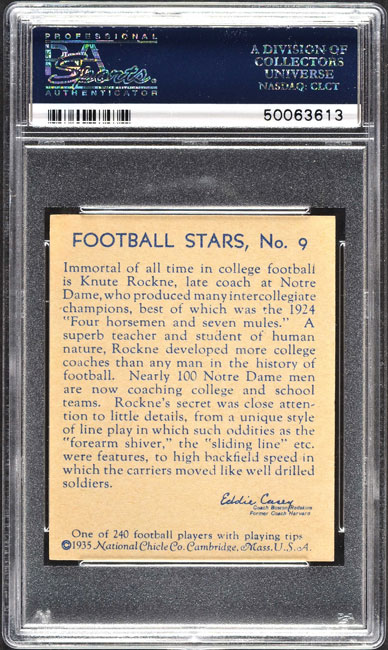 PROFESSIONAL
PSA
Sports
AUTHENTICATOR
A DIVISION OF
COLLECTORS
UNIVERSE
NASDAQ: CLCT
50063613
FOOTBALL STARS, No. 9
Immortal of all time in college football
is Knute Rockne, late coach at Notre
Dame, who produced many intercollegiate
champions, best of which was the 1924
"Four horsemen and seven mules." A
superb teacher and student of human
nature, Rockne developed more college
coaches than any man in the history of
football. Nearly 100 Notre Dame men
are now coaching college and school
teams. Rockne's secret was close atten-
tion to little details, from a unique style
of line play in which such oddities as the
"forearm shiver," the "sliding line" etc.
were features, to high backfield speed in
which the carriers moved like well drilled
soldiers.
Eddie Casey
Coach Boston Redskins
Former Coach Harvard
One of 240 football players with playing tips
©1935 National Chicle Co. Cambridge, Mass. U.S.A.